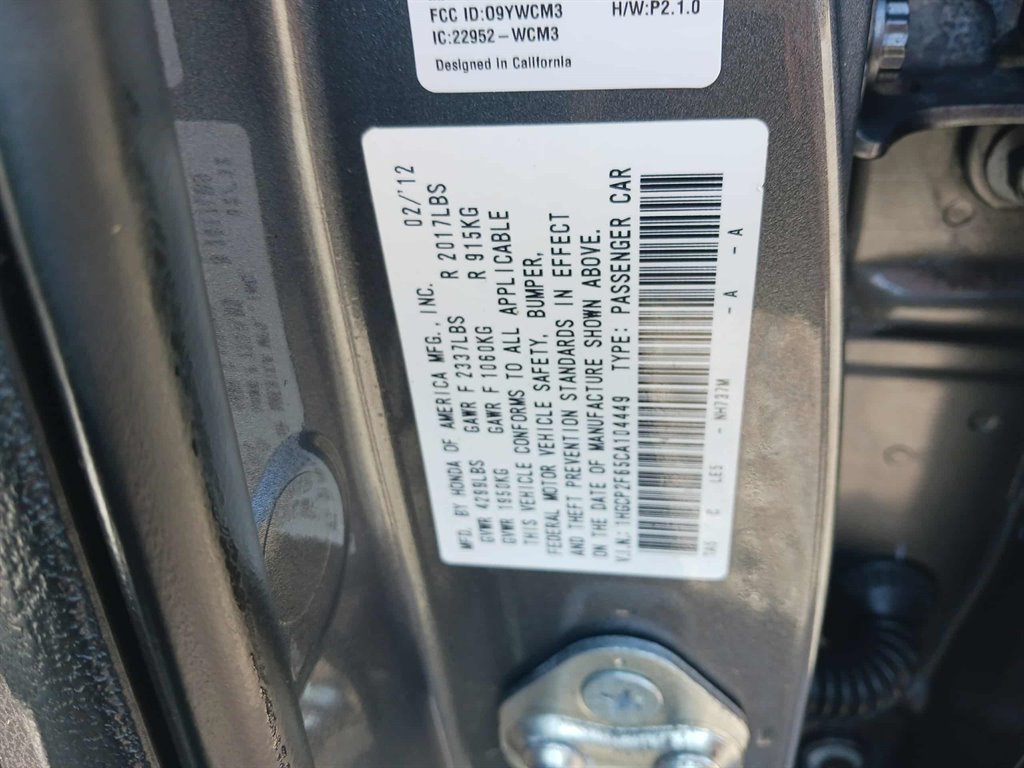 FCC ID:O9YWCM3 H/W:P2.1.0
IC:22952-WCM3
Designed in California
MFD. BY HONDA OF AMERICA MFG., INC. 02/'12
GVWR 4299LBS GAWR F 2337LBS R 2017LBS
GVWR 1950KG GAWR F 1060KG R 915KG
THIS VEHICLE CONFORMS TO ALL APPLICABLE
FEDERAL MOTOR VEHICLE SAFETY, BUMPER,
AND THEFT PREVENTION STANDARDS IN EFFECT
ON THE DATE OF MANUFACTURE SHOWN ABOVE.
V.I.N.: 1HGCP2F65CA104449 TYPE: PASSENGER CAR
TA5 C LE5 - NH737M - A - A